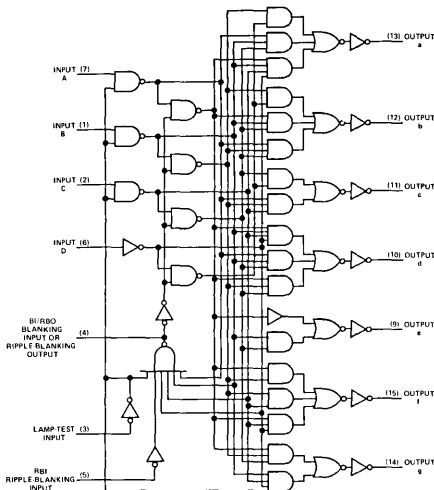 (13) OUTPUT
a
INPUT (7)
A
INPUT (1)
B
(12) OUTPUT
b
INPUT (2)
C
(11) OUTPUT
c
INPUT (6)
D
(10) OUTPUT
d
BI/RBO
BLANKING
INPUT OR
RIPPLE-BLANKING
OUTPUT
(4)
(9) OUTPUT
e
LAMP-TEST (3)
INPUT
(15) OUTPUT
f
RBI
RIPPLE-BLANKING
INPUT
(5)
(14) OUTPUT
g